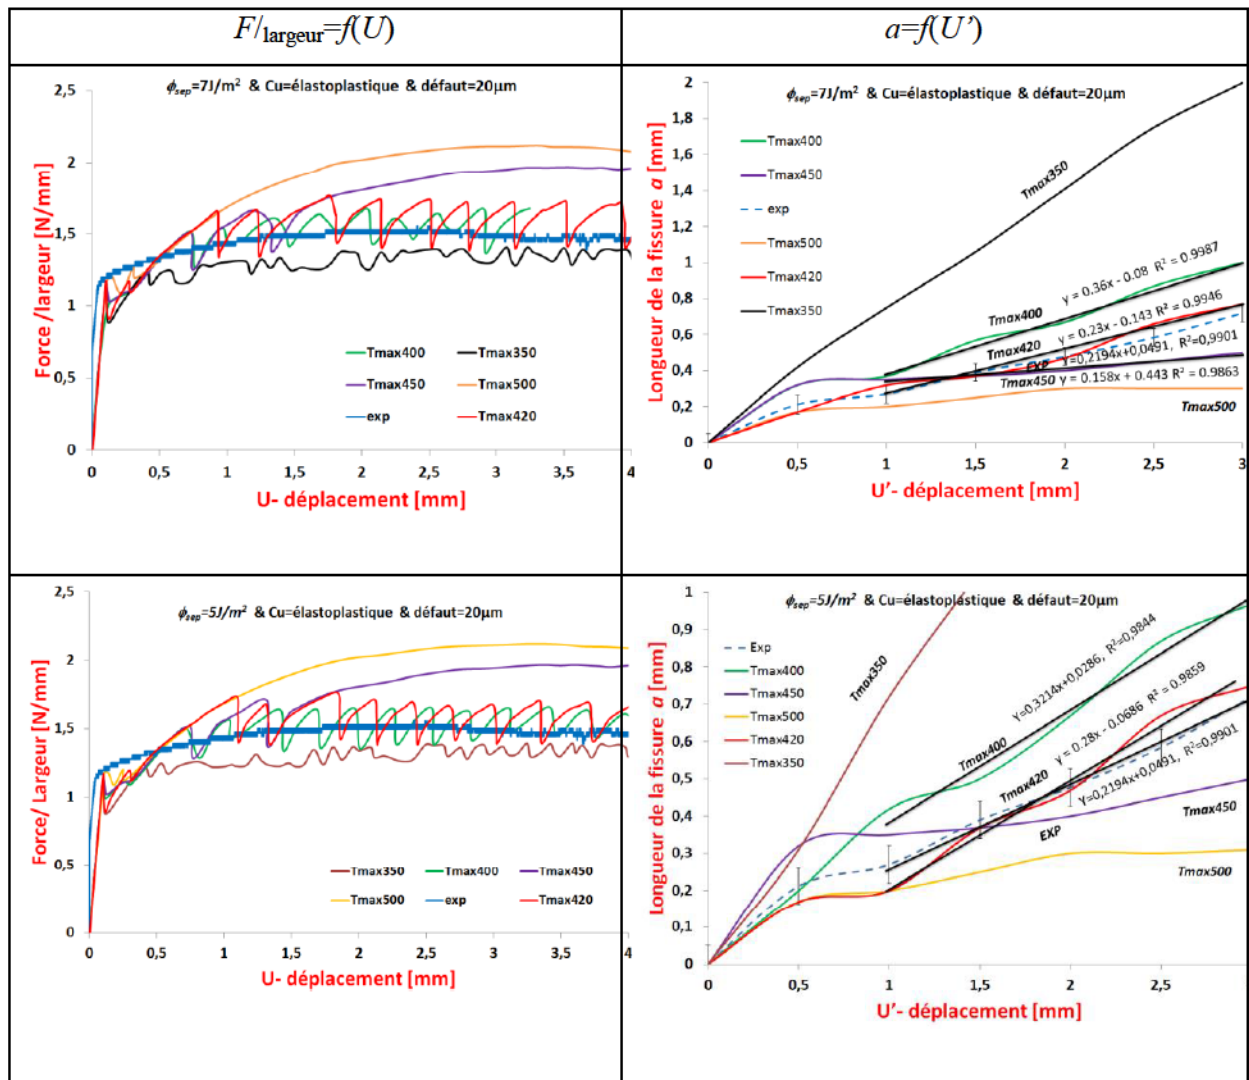 F/largeur=f(U)
a=f(U’)
ϕsep=7J/m² & Cu=élastoplastique & défaut=20µm
2,5
2
1,5
1
0,5
0
Force /largeur [N/mm]
Tmax400
Tmax350
Tmax450
Tmax500
exp
Tmax420
0
0,5
1
1,5
2
2,5
3
3,5
4
U- déplacement [mm]
ϕsep=7J/m² & Cu=élastoplastique & défaut=20µm
2
1,8
1,6
1,4
1,2
1
0,8
0,6
0,4
0,2
0
Longueur de la fissure a [mm]
Tmax400
Tmax450
exp
Tmax500
Tmax420
Tmax350
Tmax350
Tmax400
y = 0.36x - 0.08 R² = 0.9987
Tmax420
y = 0.23x - 0.143 R² = 0.9946
EXP
Y=0,2194x+0,0491, R²=0,9901
Tmax450
y = 0.158x + 0.443 R² = 0.9863
Tmax500
0
0,5
1
1,5
2
2,5
3
U’- déplacement [mm]
ϕsep=5J/m² & Cu=élastoplastique & défaut=20µm
2,5
2
1,5
1
0,5
0
Force/ Largeur [N/mm]
Tmax350
Tmax400
Tmax450
Tmax500
exp
Tmax420
0
0,5
1
1,5
2
2,5
3
3,5
4
U- déplacement [mm]
ϕsep=5J/m² & Cu=élastoplastique & défaut=20µm
1
0,9
0,8
0,7
0,6
0,5
0,4
0,3
0,2
0,1
0
Longueur de la fissure a [mm]
Exp
Tmax400
Tmax450
Tmax500
Tmax420
Tmax350
Tmax350
Y=0,3214x+0,0286, R²=0,9844
Tmax400
y = 0.28x - 0.0686 R² = 0.9859
Tmax420
Y=0,2194x+0,0491, R²=0,9901
EXP
Tmax450
Tmax500
0
0,5
1
1,5
2
2,5
U’- déplacement [mm]